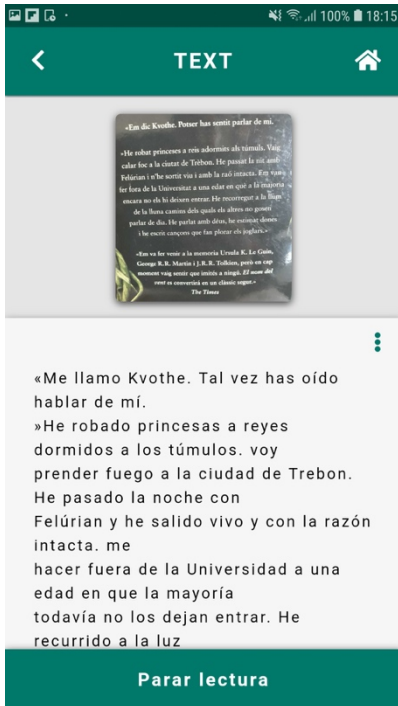 100% 18:15
TEXT
«Em dic Kvothe. Potser has sentit parlar de mi.
»He robat princeses a reis adormits als túmuls. Vaig
calar foc a la ciutat de Trebon. He passat la nit amb
Felúrian i n'he sortit viu i amb la raó intacta. Em van
fer fora de la Universitat a una edat en què a la majoria
encara no els hi deixen entrar. He recorregut a la llum
de la lluna camins dels quals els altres no gosen
parlar de dia. He parlat amb déus, he estimat dones
i he escrit cançons que fan plorar els joglars.»
«Em va fer venir a la memòria Ursula K. Le Guin,
George R.R. Martin i J.R.R. Tolkien, però en cap
moment vaig sentir que imités a ningú. El nom del
vent es convertirà en un clàssic segur.»
The Times
«Me llamo Kvothe. Tal vez has oído
hablar de mí.
»He robado princesas a reyes
dormidos a los túmulos. voy
prender fuego a la ciudad de Trebon.
He pasado la noche con
Felúrian y he salido vivo y con la razón
intacta. me
hacer fuera de la Universidad a una
edad en que la mayoría
todavía no los dejan entrar. He
recurrido a la luz
Parar lectura